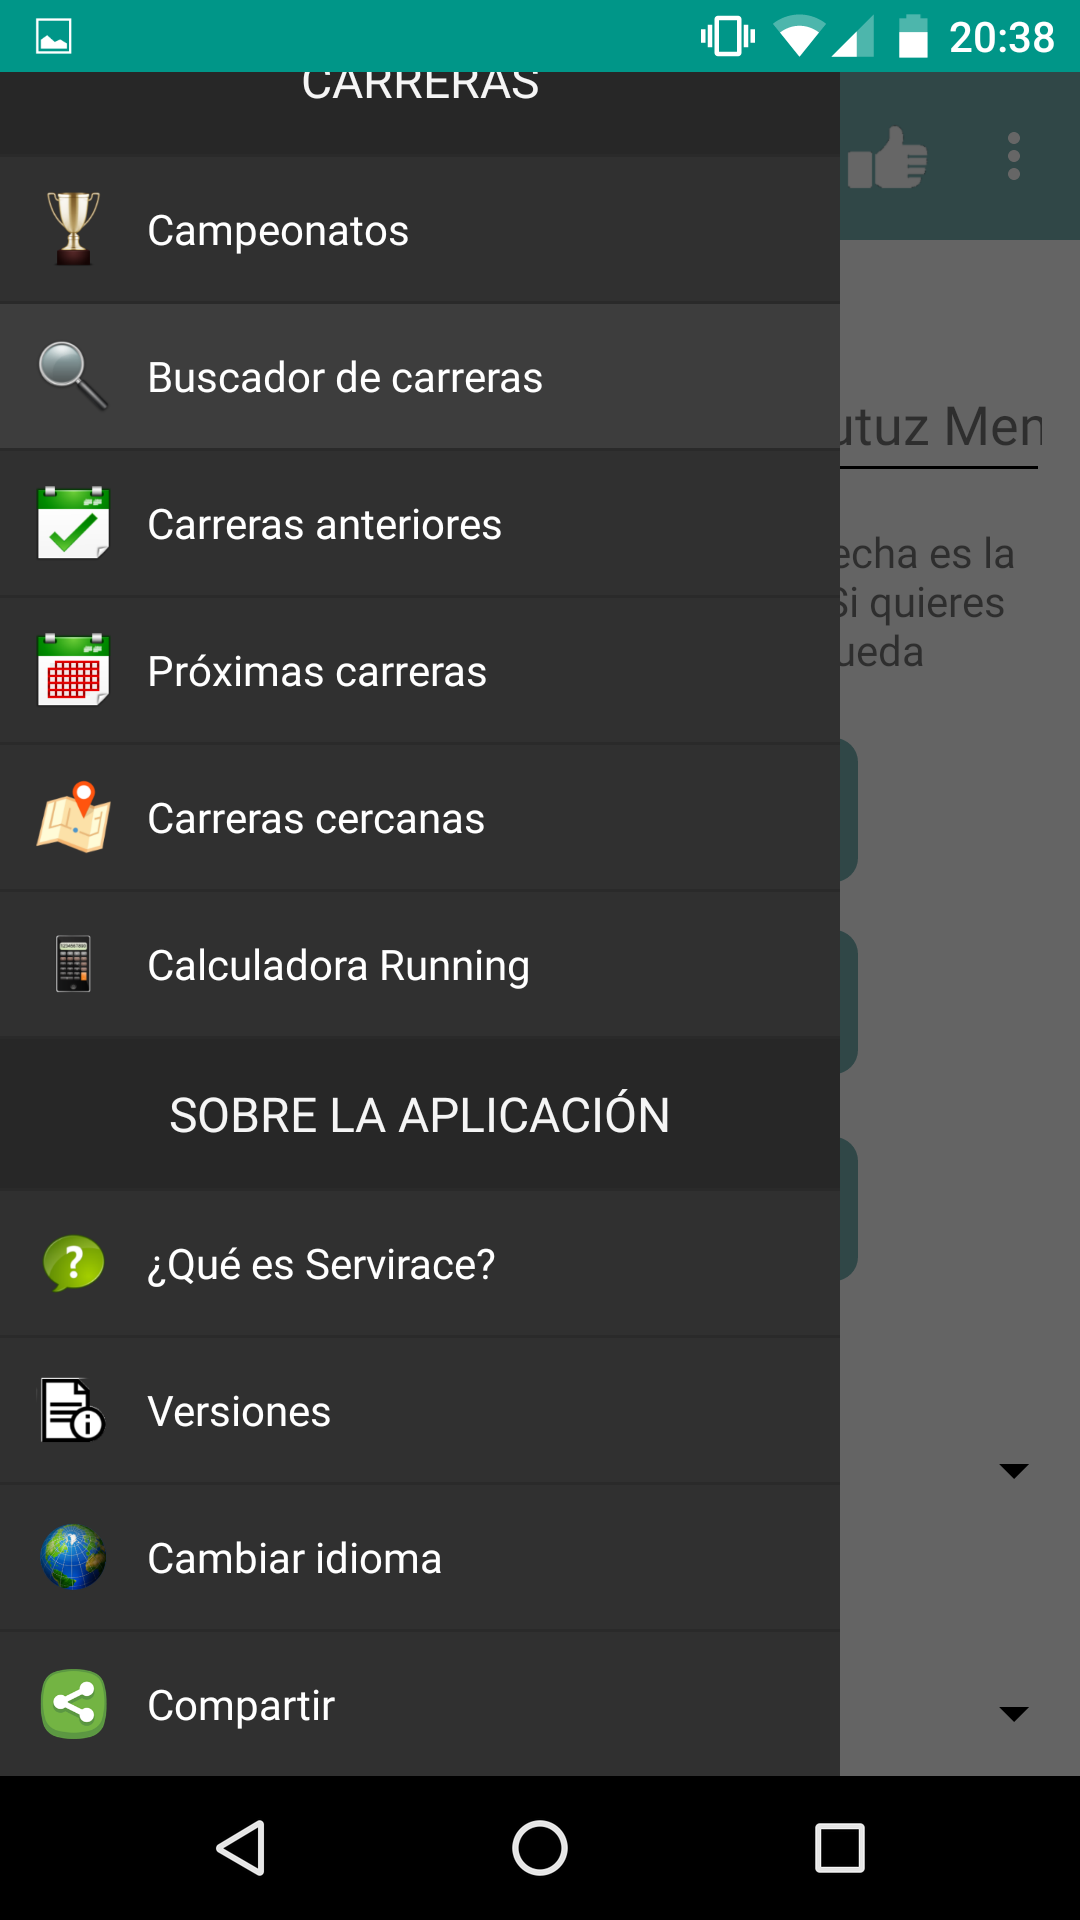 20:38
CARRERAS
Campeonatos
Buscador de carreras
utuz Men
Carreras anteriores
echa es la
Si quieres
ueda
Próximas carreras
Carreras cercanas
Calculadora Running
SOBRE LA APLICACIÓN
¿Qué es Servirace?
Versiones
Cambiar idioma
Compartir